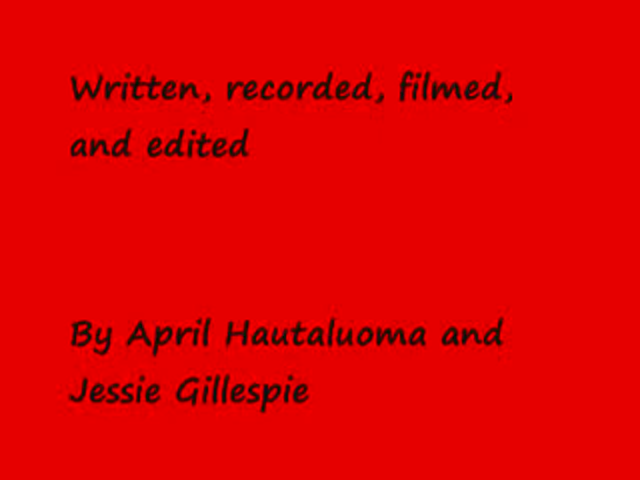 Written, recorded, filmed,
and edited
By April Hautaluoma and
Jessie Gillespie